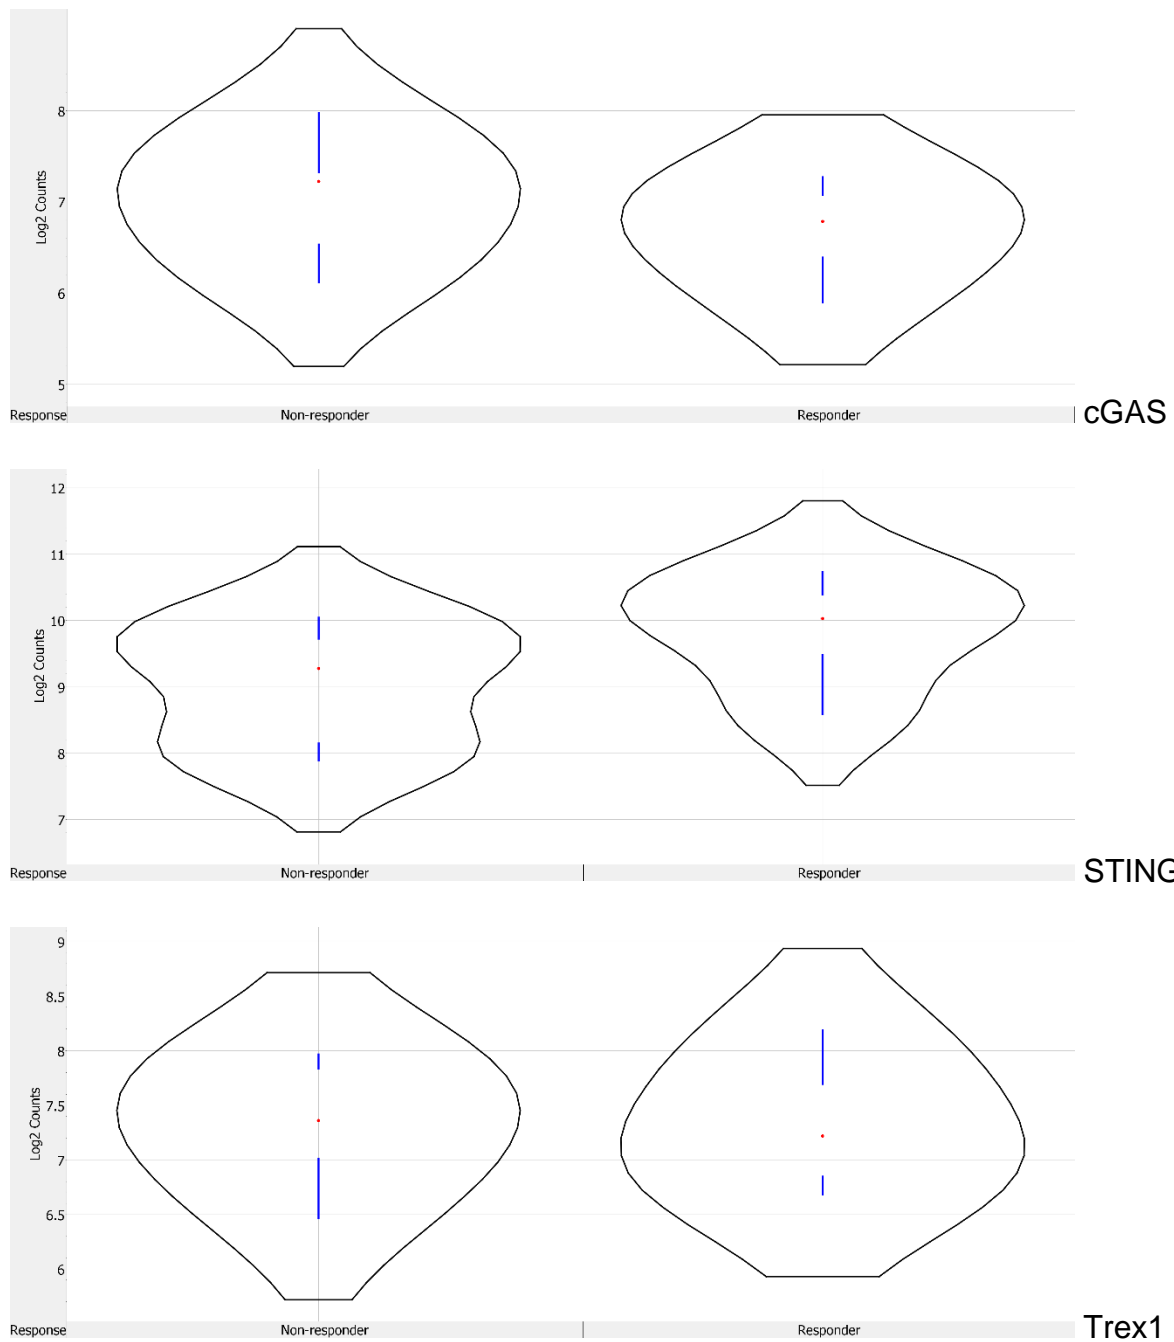 8
7
6
5
Log2 Counts
Response Non-responder Responder
cGAS
12
11
10
9
8
7
Log2 Counts
Response Non-responder Responder
STING
9
8.5
8
7.5
7
6.5
6
Log2 Counts
Response Non-responder Responder
Trex1